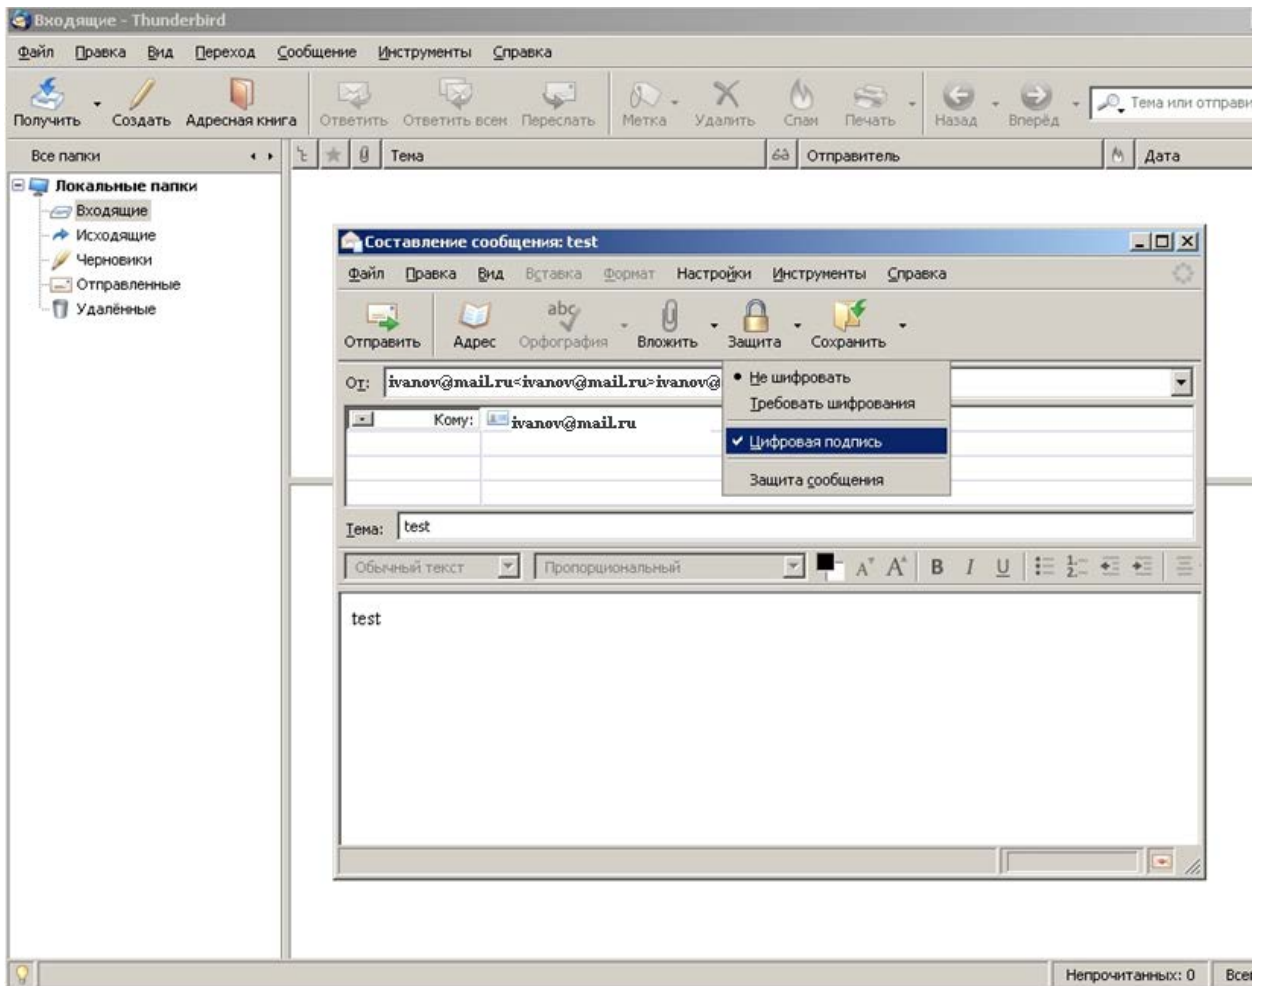 Входящие - Thunderbird
Файл Правка Вид Переход Сообщение Инструменты Справка
Получить Создать Адресная книга Ответить Ответить всем Переслать Метка Удалить Спам Печать Назад Вперёд Тема или отправи
Все папки Тема Отправитель Дата
Локальные папки
Входящие
Исходящие
Черновики
Отправленные
Удалённые
Составление сообщения: test
Файл Правка Вид Вставка Формат Настройки Инструменты Справка
Отправить Адрес Орфография Вложить Защита Сохранить
От: ivanov@mail.ru<ivanov@mail.ru>ivanov@
Кому: ivanov@mail.ru
Не шифровать
Требовать шифрования
Цифровая подпись
Защита сообщения
Тема: test
Обычный текст Пропорциональный
test
Непрочитанных: 0 Всег